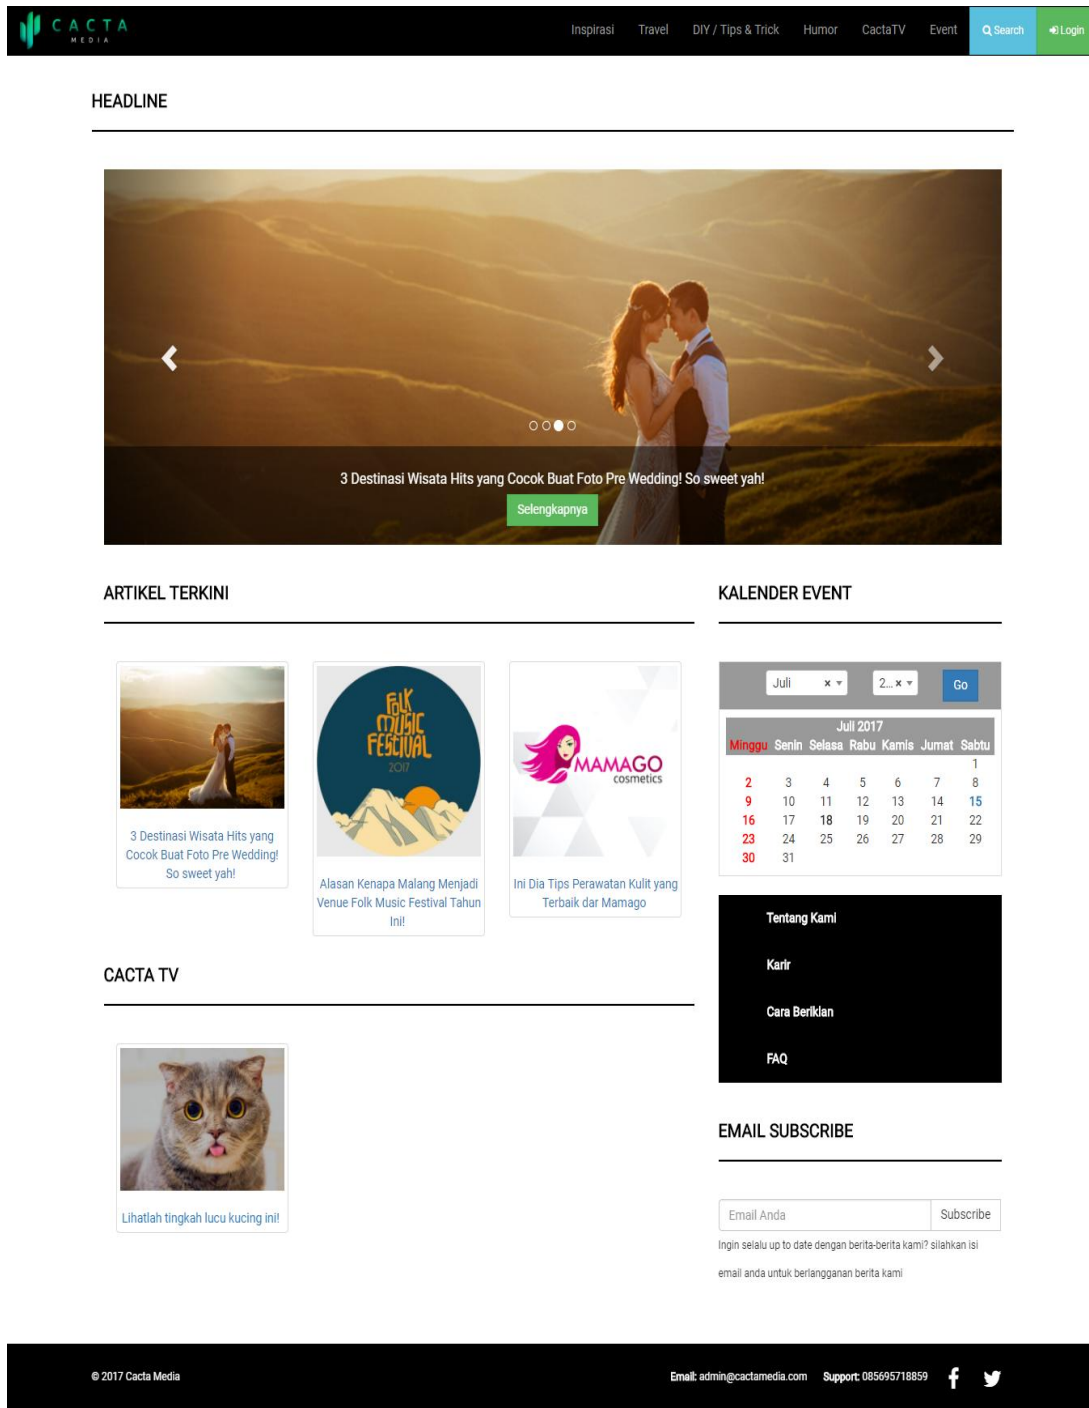 CACTA
MEDIA
Inspirasi Travel DIY / Tips & Trick Humor CactaTV Event Search Login
HEADLINE
3 Destinasi Wisata Hits yang Cocok Buat Foto Pre Wedding! So sweet yah!
Selengkapnya
ARTIKEL TERKINI
FOLK
MUSIC
FESTIVAL
2017
MAMAGO
cosmetics
3 Destinasi Wisata Hits yang
Cocok Buat Foto Pre Wedding!
So sweet yah!
Alasan Kenapa Malang Menjadi
Venue Folk Music Festival Tahun
Ini!
Ini Dia Tips Perawatan Kulit yang
Terbaik dar Mamago
CACTA TV
Lihatlah tingkah lucu kucing ini!
KALENDER EVENT
Juli × 2... × Go
Juli 2017
Minggu Senin Selasa Rabu Kamis Jumat Sabtu
1
2 3 4 5 6 7 8
9 10 11 12 13 14 15
16 17 18 19 20 21 22
23 24 25 26 27 28 29
30 31
Tentang Kami
Karir
Cara Beriklan
FAQ
EMAIL SUBSCRIBE
Email Anda Subscribe
Ingin selalu up to date dengan berita-berita kami? silahkan isi
email anda untuk berlangganan berita kami
© 2017 Cacta Media Email: admin@cactamedia.com Support: 085695718859